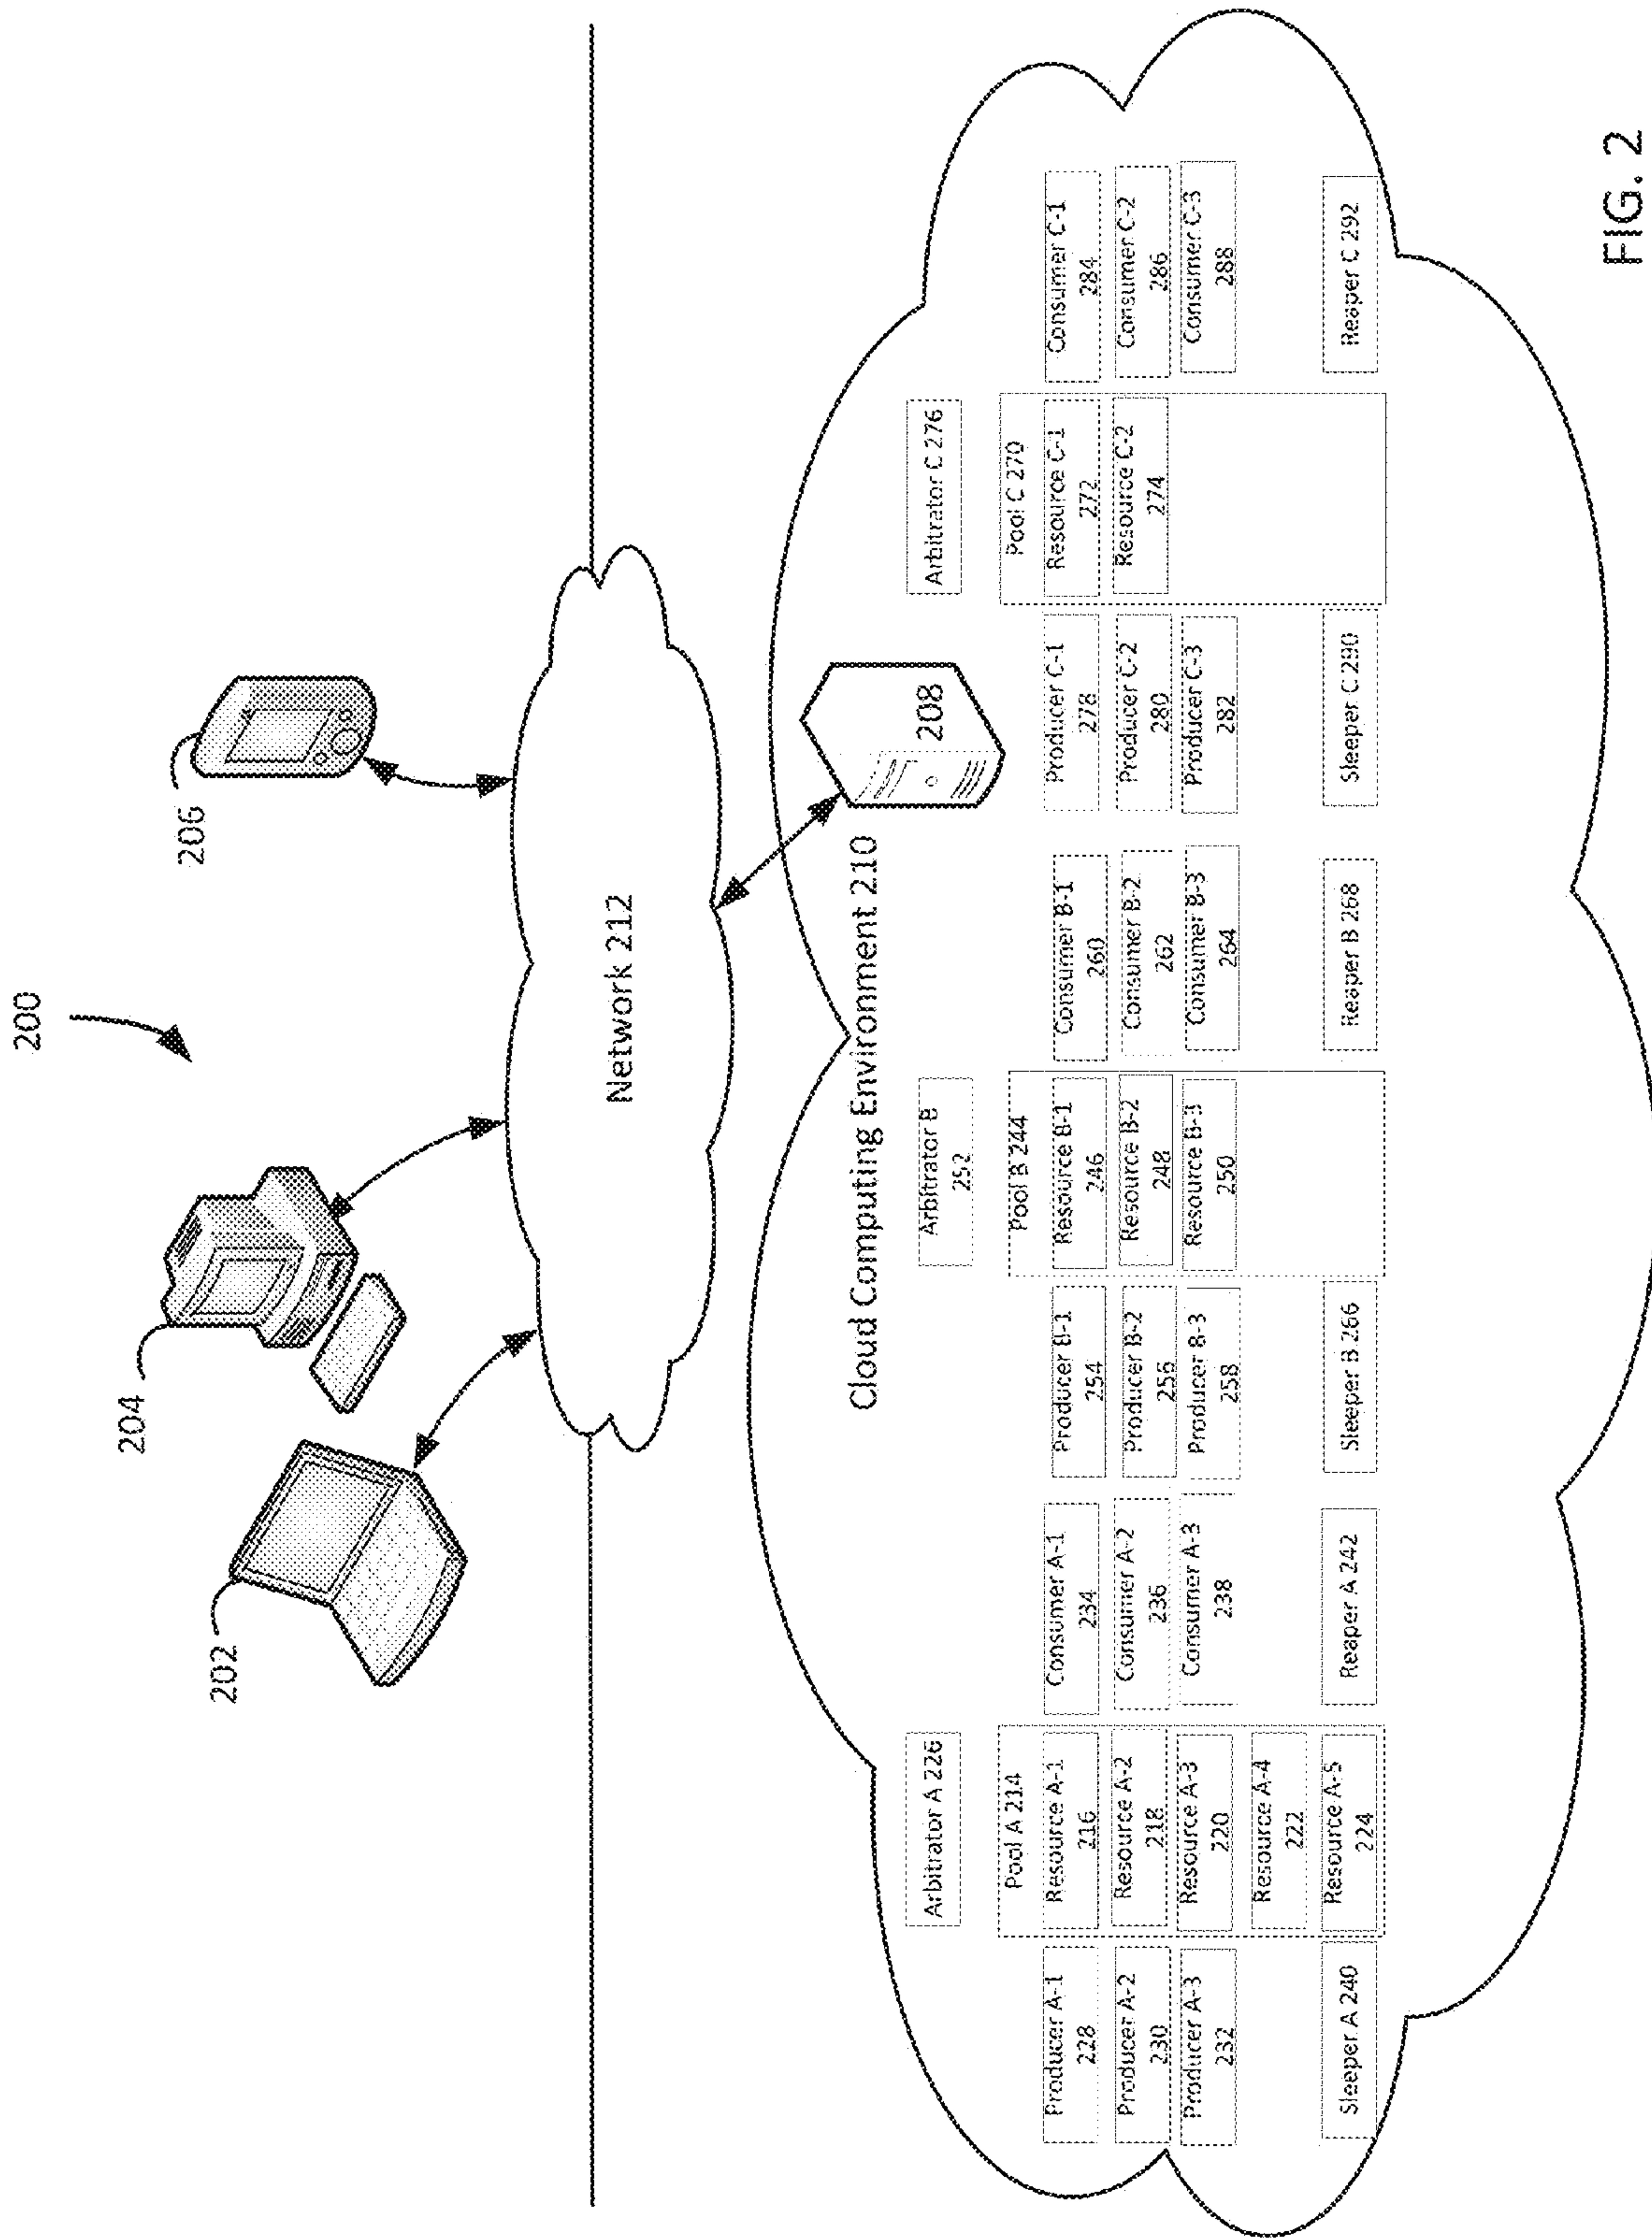 200
202
204
206
Network 212
208
Cloud Computing Environment 210
Arbitrator A 226
Arbitrator B
252
Arbitrator C 276
Producer A-1
228
Producer A-2
230
Producer A-3
232
Sleeper A 240
Pool A 214
Resource A-1
216
Resource A-2
218
Resource A-3
220
Resource A-4
222
Resource A-5
224
Consumer A-1
234
Consumer A-2
236
Consumer A-3
238
Reaper A 242
Producer B-1
254
Producer B-2
256
Producer B-3
258
Sleeper B 266
Pool B 244
Resource B-1
246
Resource B-2
248
Resource B-3
250
Consumer B-1
260
Consumer B-2
262
Consumer B-3
264
Reaper B 268
Producer C-1
278
Producer C-2
280
Producer C-3
282
Sleeper C 290
Pool C 270
Resource C-1
272
Resource C-2
274
Consumer C-1
284
Consumer C-2
286
Consumer C-3
288
Reaper C 292
FIG. 2